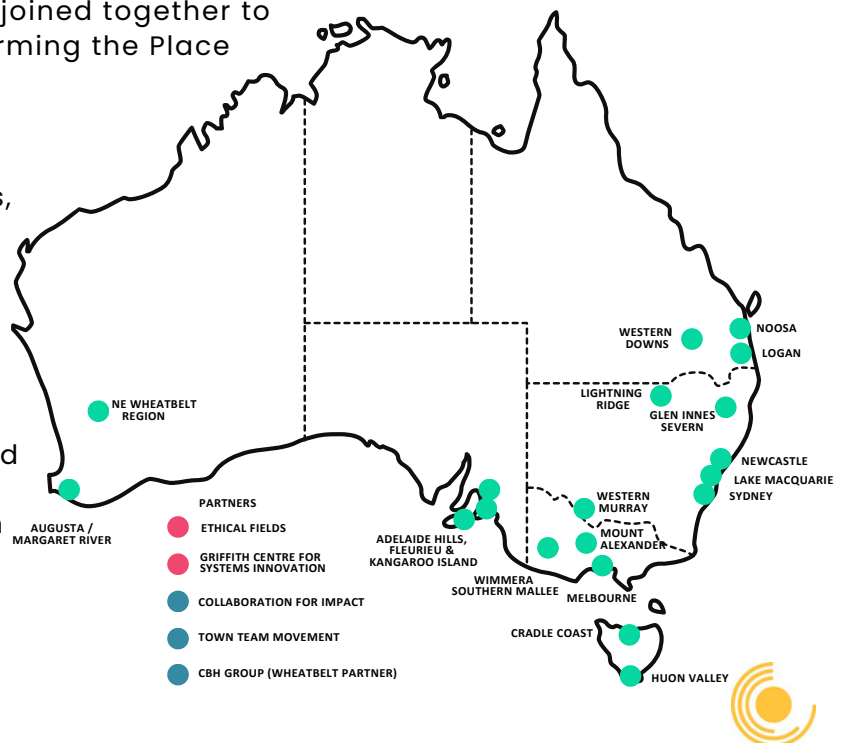 joined together to
rming the Place
s,
d
n
WESTERN
DOWNS
NOOSA
LOGAN
LIGHTNING
RIDGE
GLEN INNES
SEVERN
NE WHEATBELT
REGION
NEWCASTLE
LAKE MACQUARIE
SYDNEY
WESTERN
MURRAY
MOUNT
ALEXANDER
AUGUSTA /
MARGARET RIVER
ADELAIDE HILLS,
FLEURIEU &
KANGAROO ISLAND
WIMMERA
SOUTHERN MALLEE
MELBOURNE
CRADLE COAST
HUON VALLEY
PARTNERS
ETHICAL FIELDS
GRIFFITH CENTRE FOR
SYSTEMS INNOVATION
COLLABORATION FOR IMPACT
TOWN TEAM MOVEMENT
CBH GROUP (WHEATBELT PARTNER)